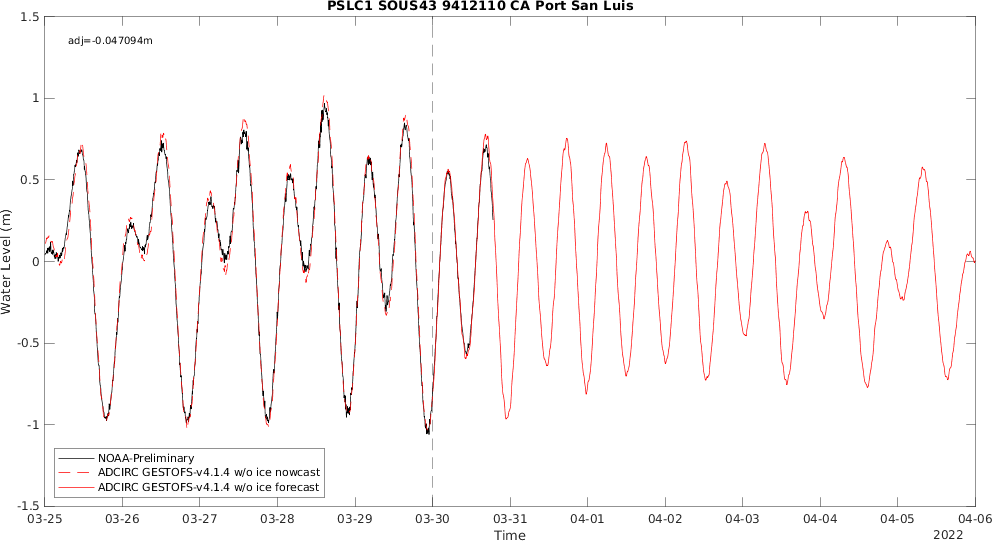 PSLC1 SOUS43 9412110 CA Port San Luis
adj=-0.047094m
1.5
1
0.5
0
-0.5
-1
-1.5
Water Level (m)
NOAA-Preliminary
ADCIRC GESTOFS-v4.1.4 w/o ice nowcast
ADCIRC GESTOFS-v4.1.4 w/o ice forecast
03-25 03-26 03-27 03-28 03-29 03-30 03-31 04-01 04-02 04-03 04-04 04-05 04-06
Time
2022